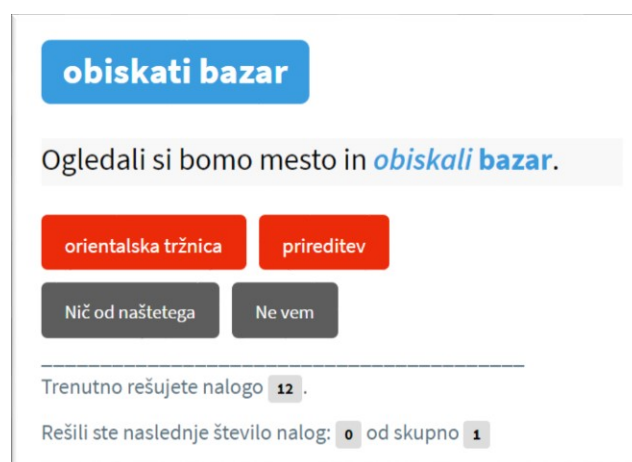 obiskati bazar
Ogledali si bomo mesto in obiskali bazar.
orientalska tržnica prireditev
Nič od naštetega Ne vem
Trenutno rešujete nalogo 12 .
Rešili ste naslednje število nalog: 0 od skupno 1